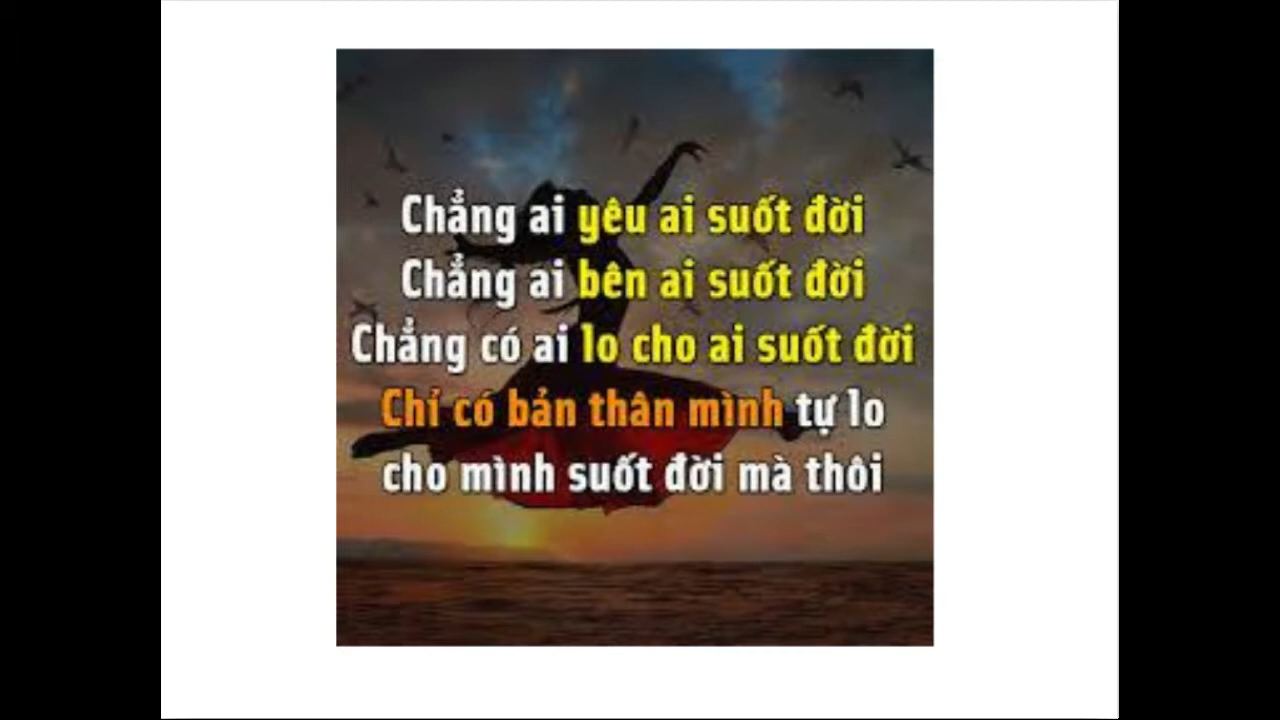 Chẳng ai yêu ai suốt đời
Chẳng ai bên ai suốt đời
Chẳng có ai lo cho ai suốt đời
Chỉ có bản thân mình tự lo
cho mình suốt đời mà thôi